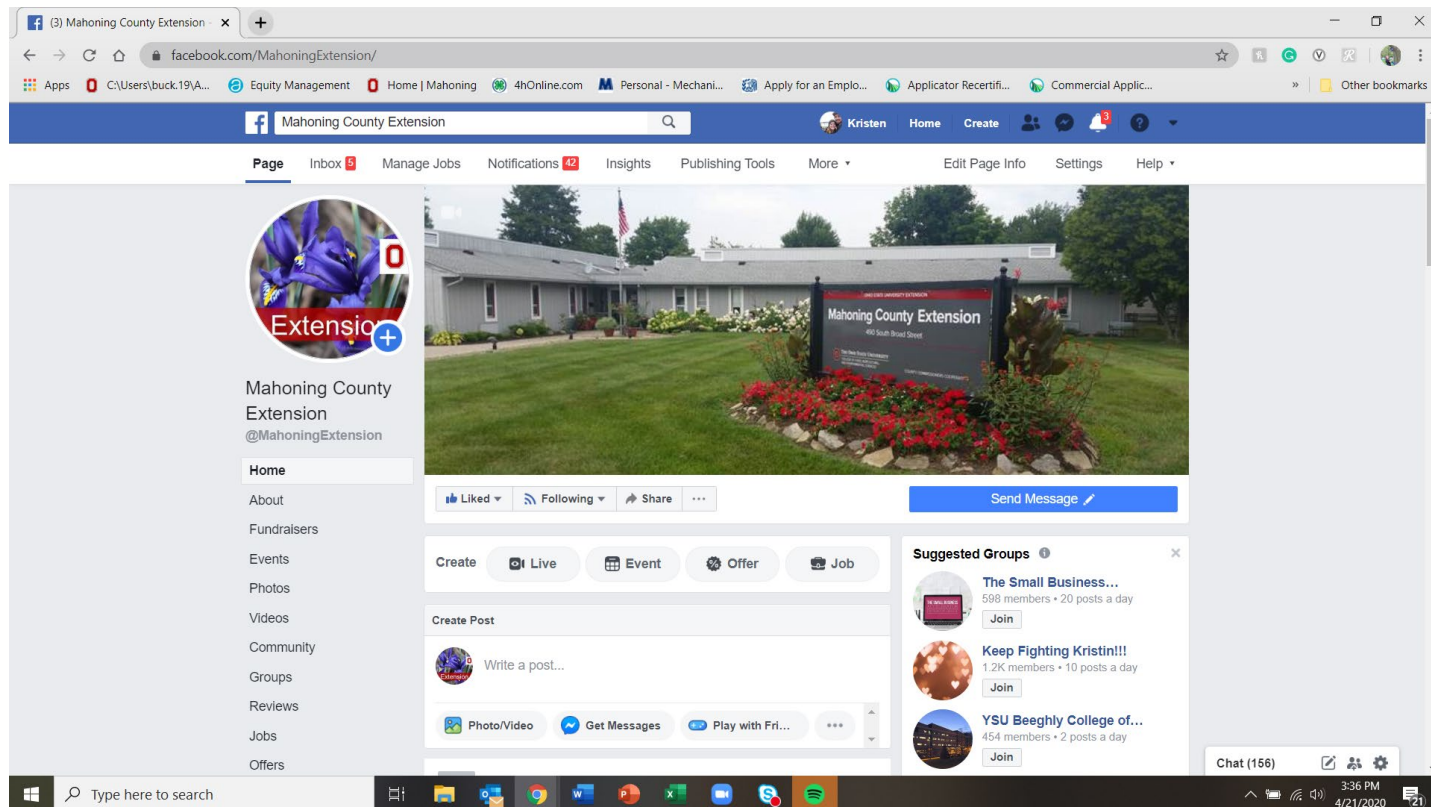 (3) Mahoning County Extension -
facebook.com/MahoningExtension/
Apps C:\Users\buck.19\A... Equity Management Home | Mahoning 4hOnline.com Personal - Mechani... Apply for an Emplo... Applicator Recertifi... Commercial Applic... » Other bookmarks
Mahoning County Extension Kristen Home Create 3
Page Inbox 5 Manage Jobs Notifications 42 Insights Publishing Tools More Edit Page Info Settings Help
Extension
Mahoning County Extension
490 South Broad Street
THE OHIO STATE UNIVERSITY
Mahoning County
Extension
@MahoningExtension
Home
About
Fundraisers
Events
Photos
Videos
Community
Groups
Reviews
Jobs
Offers
Liked Following Share ... Send Message
Create Live Event Offer Job
Create Post
Write a post...
Photo/Video Get Messages Play with Fri... ...
Suggested Groups
The Small Business…
598 members • 20 posts a day
Join
Keep Fighting Kristin!!!
1.2K members • 10 posts a day
Join
YSU Beeghly College of…
454 members • 2 posts a day
Join
Chat (156)
Type here to search
3:36 PM
4/21/2020
21